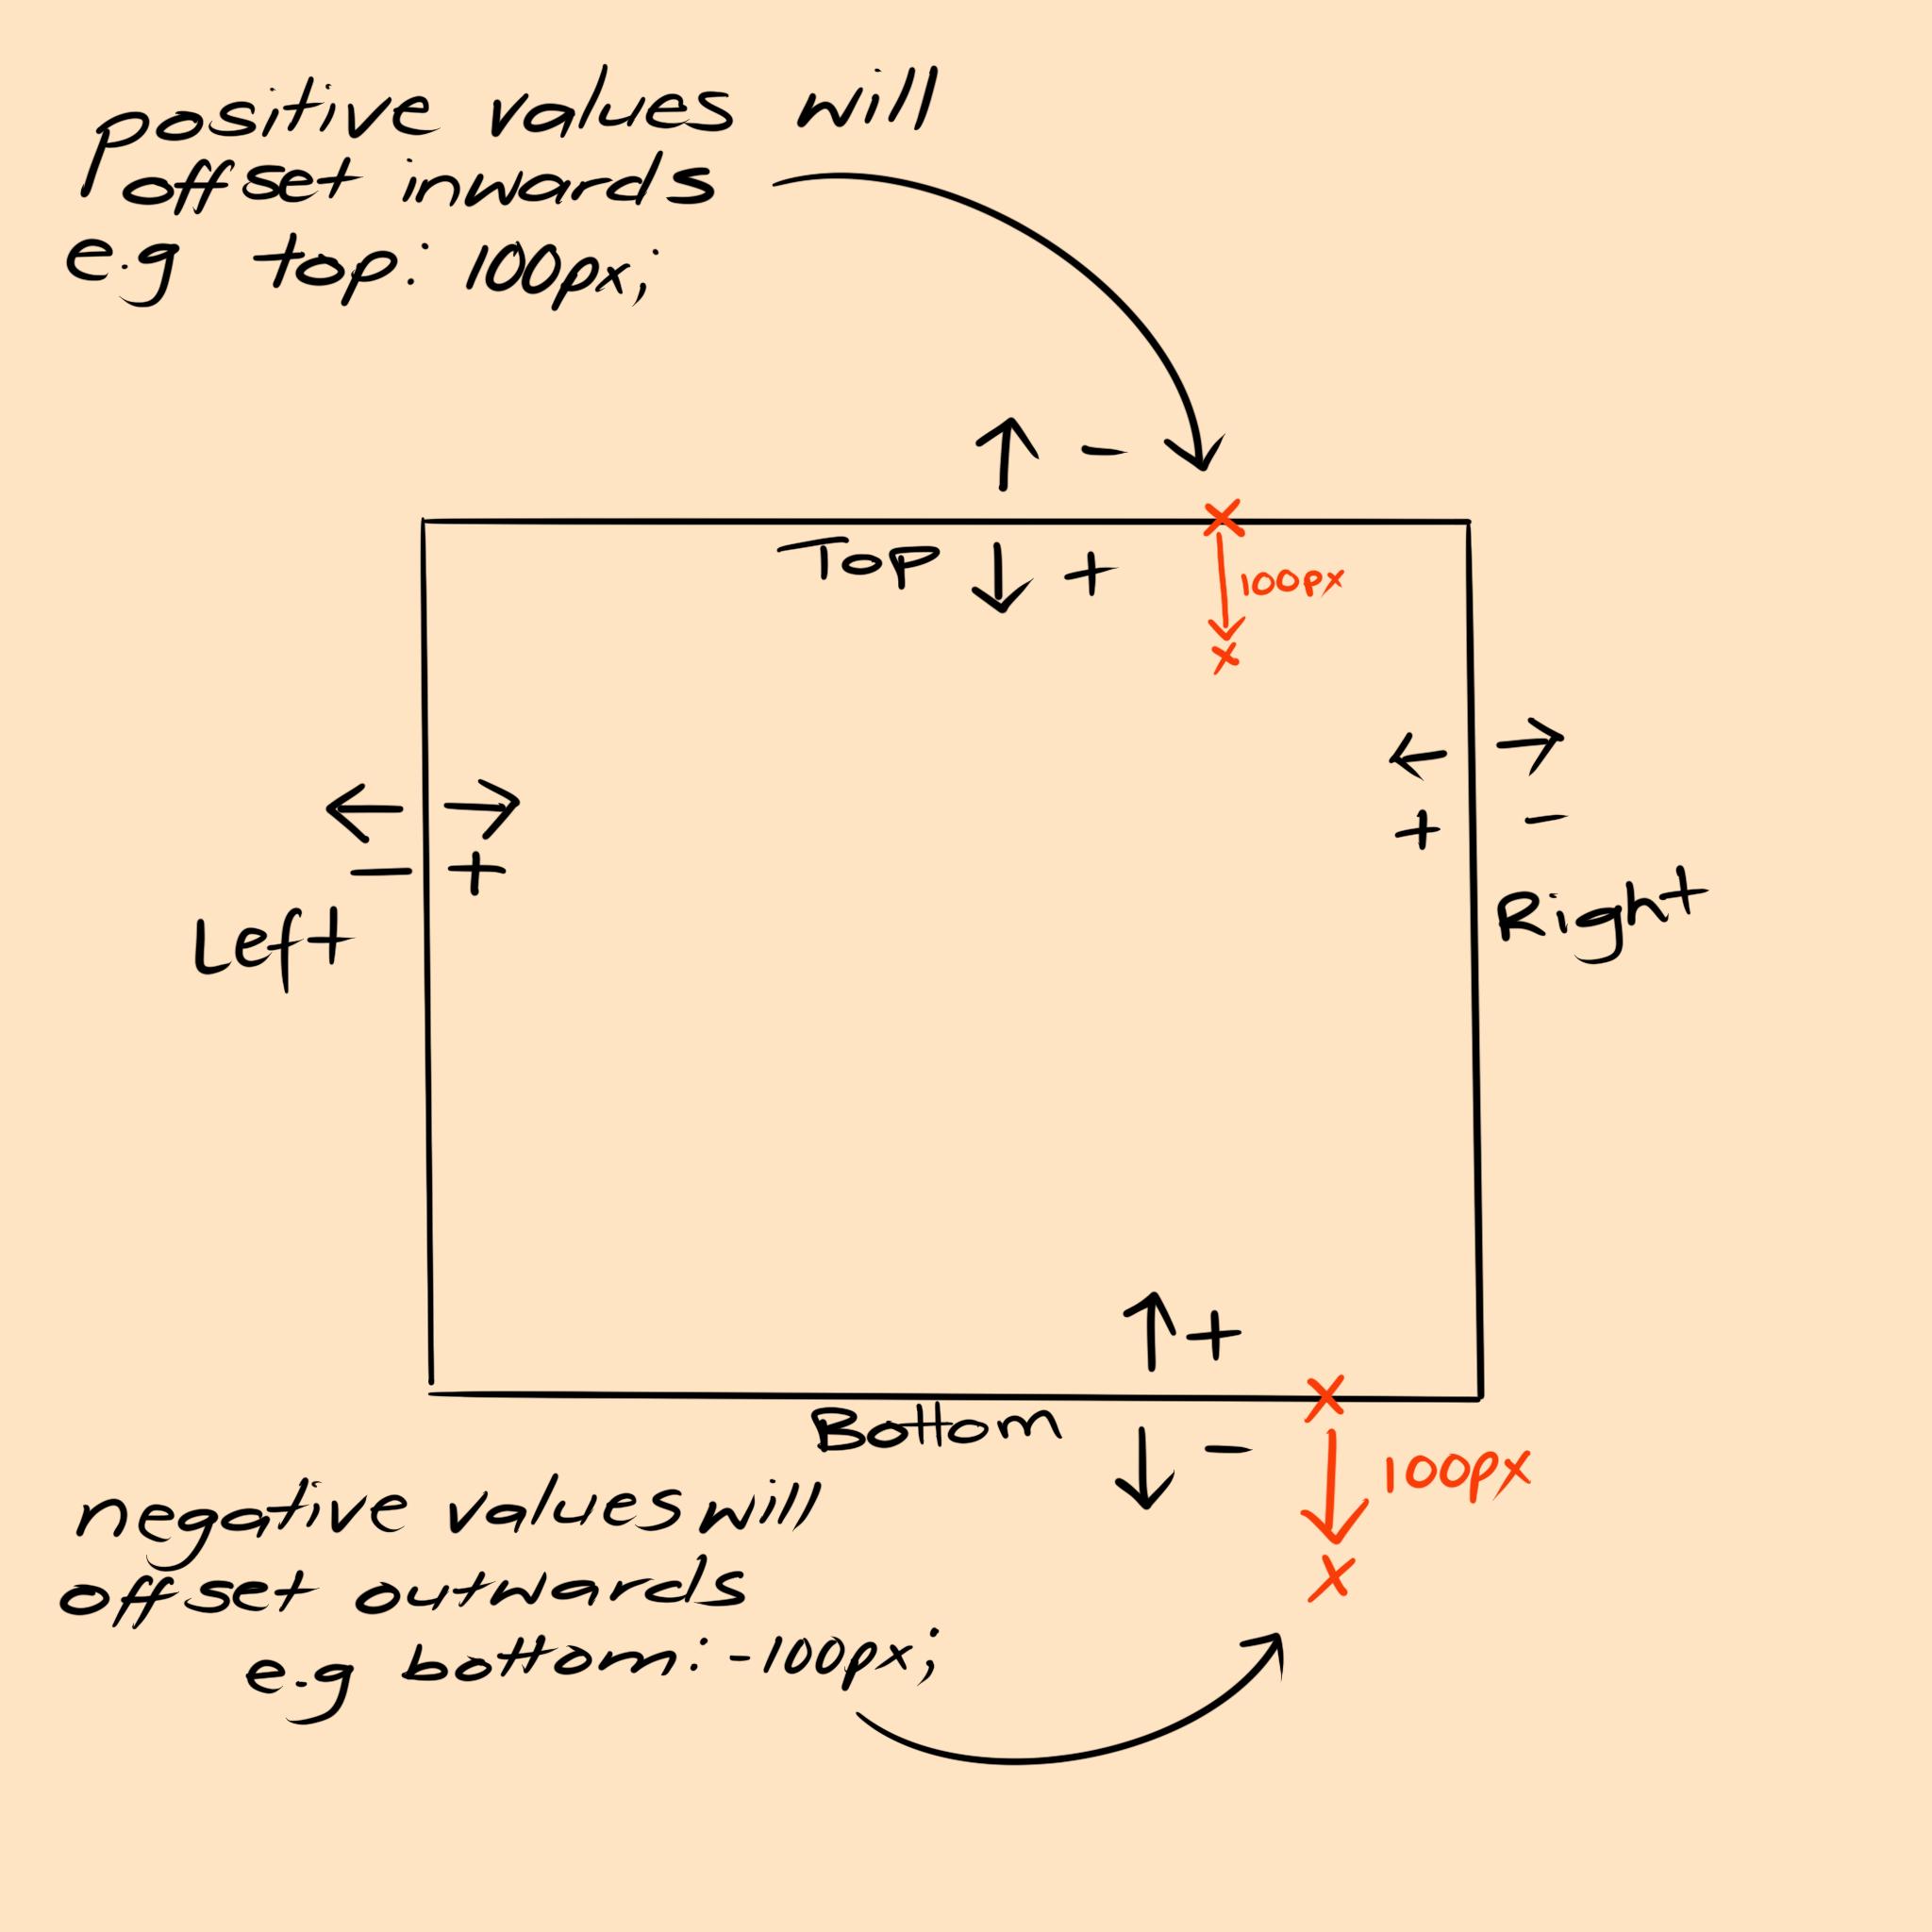 positive values will
offset inwards
e.g top: 100px;
↑ -
Top ↓ + 100px
← → ← →
- + + -
Left Right
↑ +
Bottom ↓ - 100px
negative values will
offset outwards
e.g bottom: -100px;